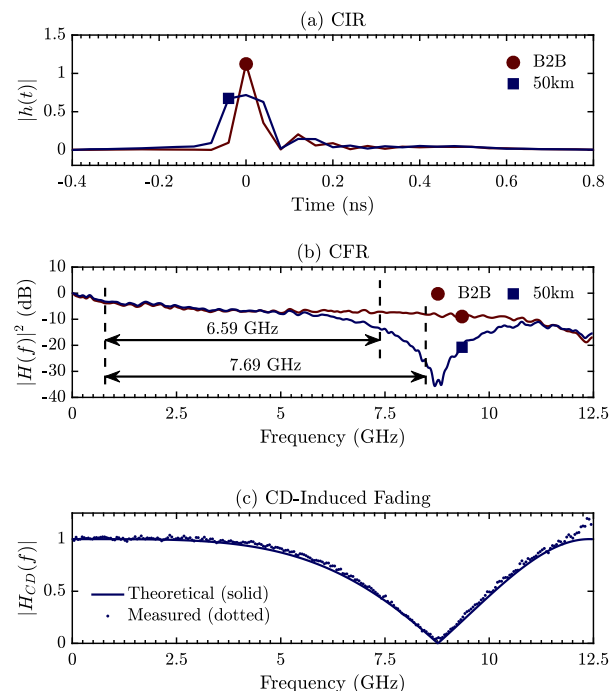 (a) CIR
|h(t)|
1.5
1
0.5
0
B2B
50km
-0.4 -0.2 0 0.2 0.4 0.6 0.8
Time (ns)
(b) CFR
|H(f)|² (dB)
10
0
-10
-20
-30
-40
B2B 50km
6.59 GHz
7.69 GHz
0 2.5 5 7.5 10 12.5
Frequency (GHz)
(c) CD-Induced Fading
|H_CD(f)|
1
0.5
0
Theoretical (solid)
Measured (dotted)
0 2.5 5 7.5 10 12.5
Frequency (GHz)